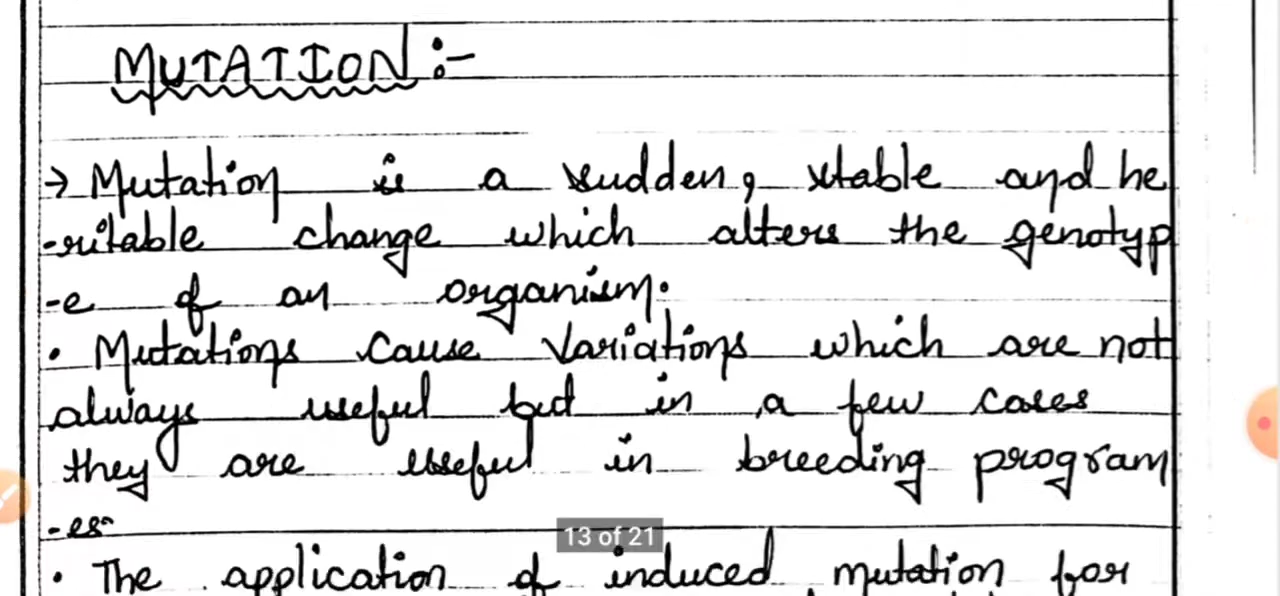 MUTATION :-
→ Mutation is a sudden, stable and he
-ritable change which alters the genotyp
-e of an organism.
• Mutations cause variations which are not
always useful but in a few cases
they are useful in breeding program
-es
13 of 21
• The application of induced mutation for